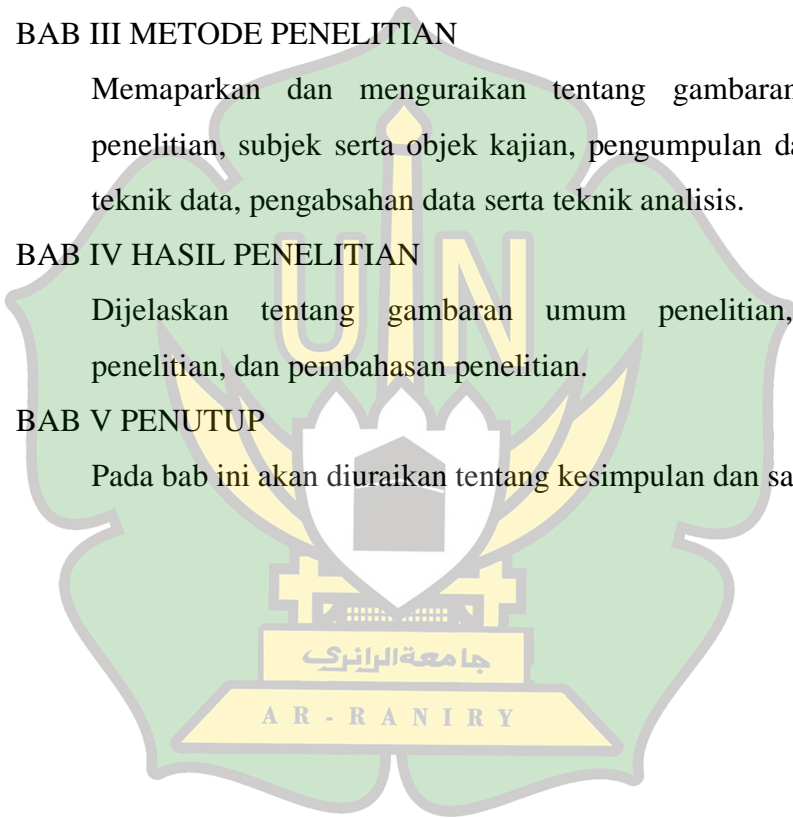 BAB III METODE PENELITIAN
Memaparkan dan menguraikan tentang gambaran
penelitian, subjek serta objek kajian, pengumpulan da
teknik data, pengabsahan data serta teknik analisis.
BAB IV HASIL PENELITIAN
Dijelaskan tentang gambaran umum penelitian,
penelitian, dan pembahasan penelitian.
BAB V PENUTUP
Pada bab ini akan diuraikan tentang kesimpulan dan sa
UIN
جامعةالرانري
AR-RANIRY